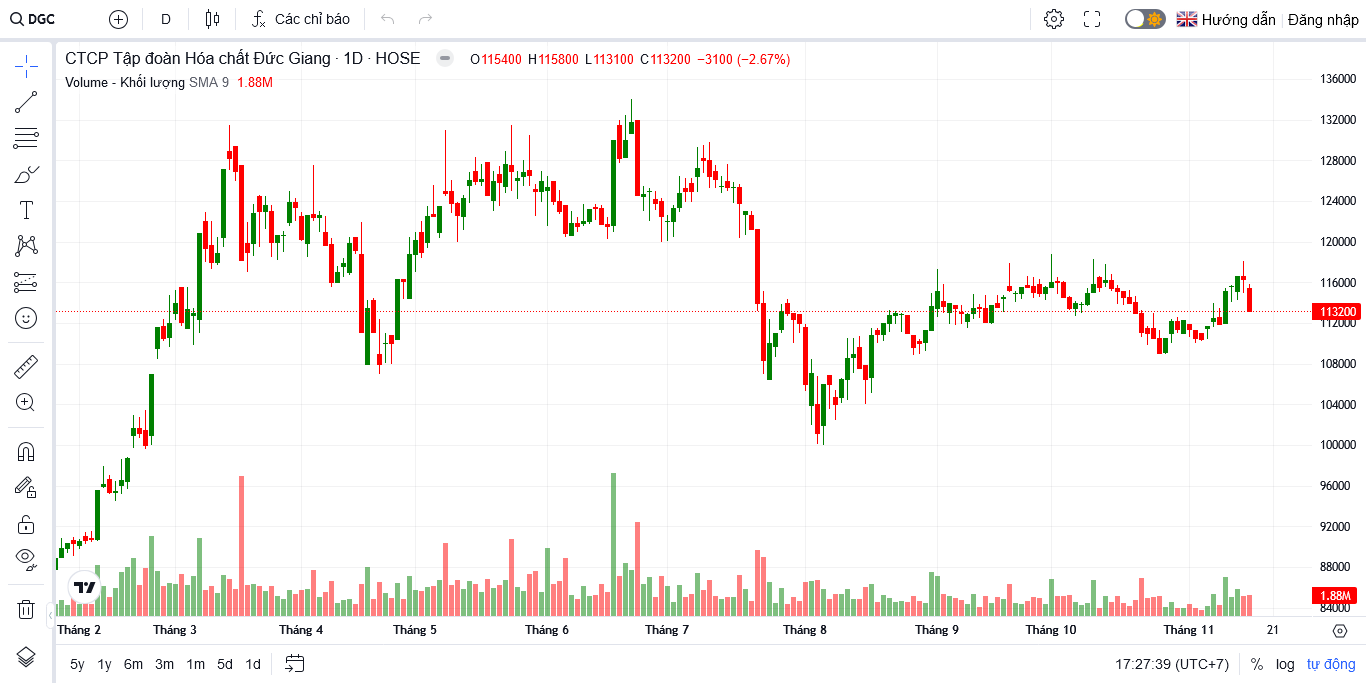 DGC D Các chỉ báo Hướng dẫn Đăng nhập
CTCP Tập đoàn Hóa chất Đức Giang · 1D · HOSE O115400 H115800 L113100 C113200 −3100 (−2.67%)
Volume - Khối lượng SMA 9 1.88M
136000
132000
128000
124000
120000
116000
113200
112000
108000
104000
100000
96000
92000
88000
1.88M
84000
Tháng 2 Tháng 3 Tháng 4 Tháng 5 Tháng 6 Tháng 7 Tháng 8 Tháng 9 Tháng 10 Tháng 11 21
5y 1y 6m 3m 1m 5d 1d 17:27:39 (UTC+7) % log tự động